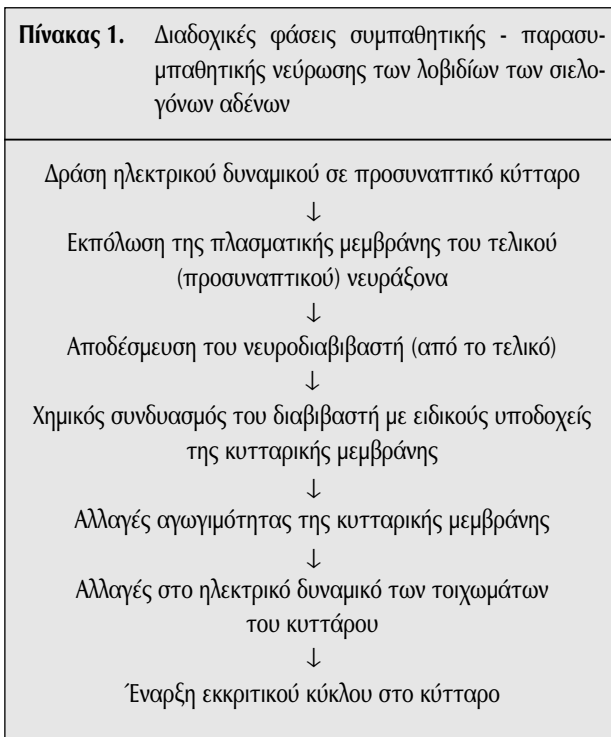 Πίνακας 1. Διαδοχικές φάσεις συμπαθητικής - παρασυ-
μπαθητικής νεύρωσης των λοβιδίων των σιελο-
γόνων αδένων
Δράση ηλεκτρικού δυναμικού σε προσυναπτικό κύτταρο
↓
Εκπόλωση της πλασματικής μεμβράνης του τελικού
(προσυναπτικού) νευράξονα
↓
Αποδέσμευση του νευροδιαβιβαστή (από το τελικό)
↓
Χημικός συνδυασμός του διαβιβαστή με ειδικούς υποδοχείς
της κυτταρικής μεμβράνης
↓
Αλλαγές αγωγιμότητας της κυτταρικής μεμβράνης
↓
Αλλαγές στο ηλεκτρικό δυναμικό των τοιχωμάτων
του κυττάρου
↓
Έναρξη εκκριτικού κύκλου στο κύτταρο